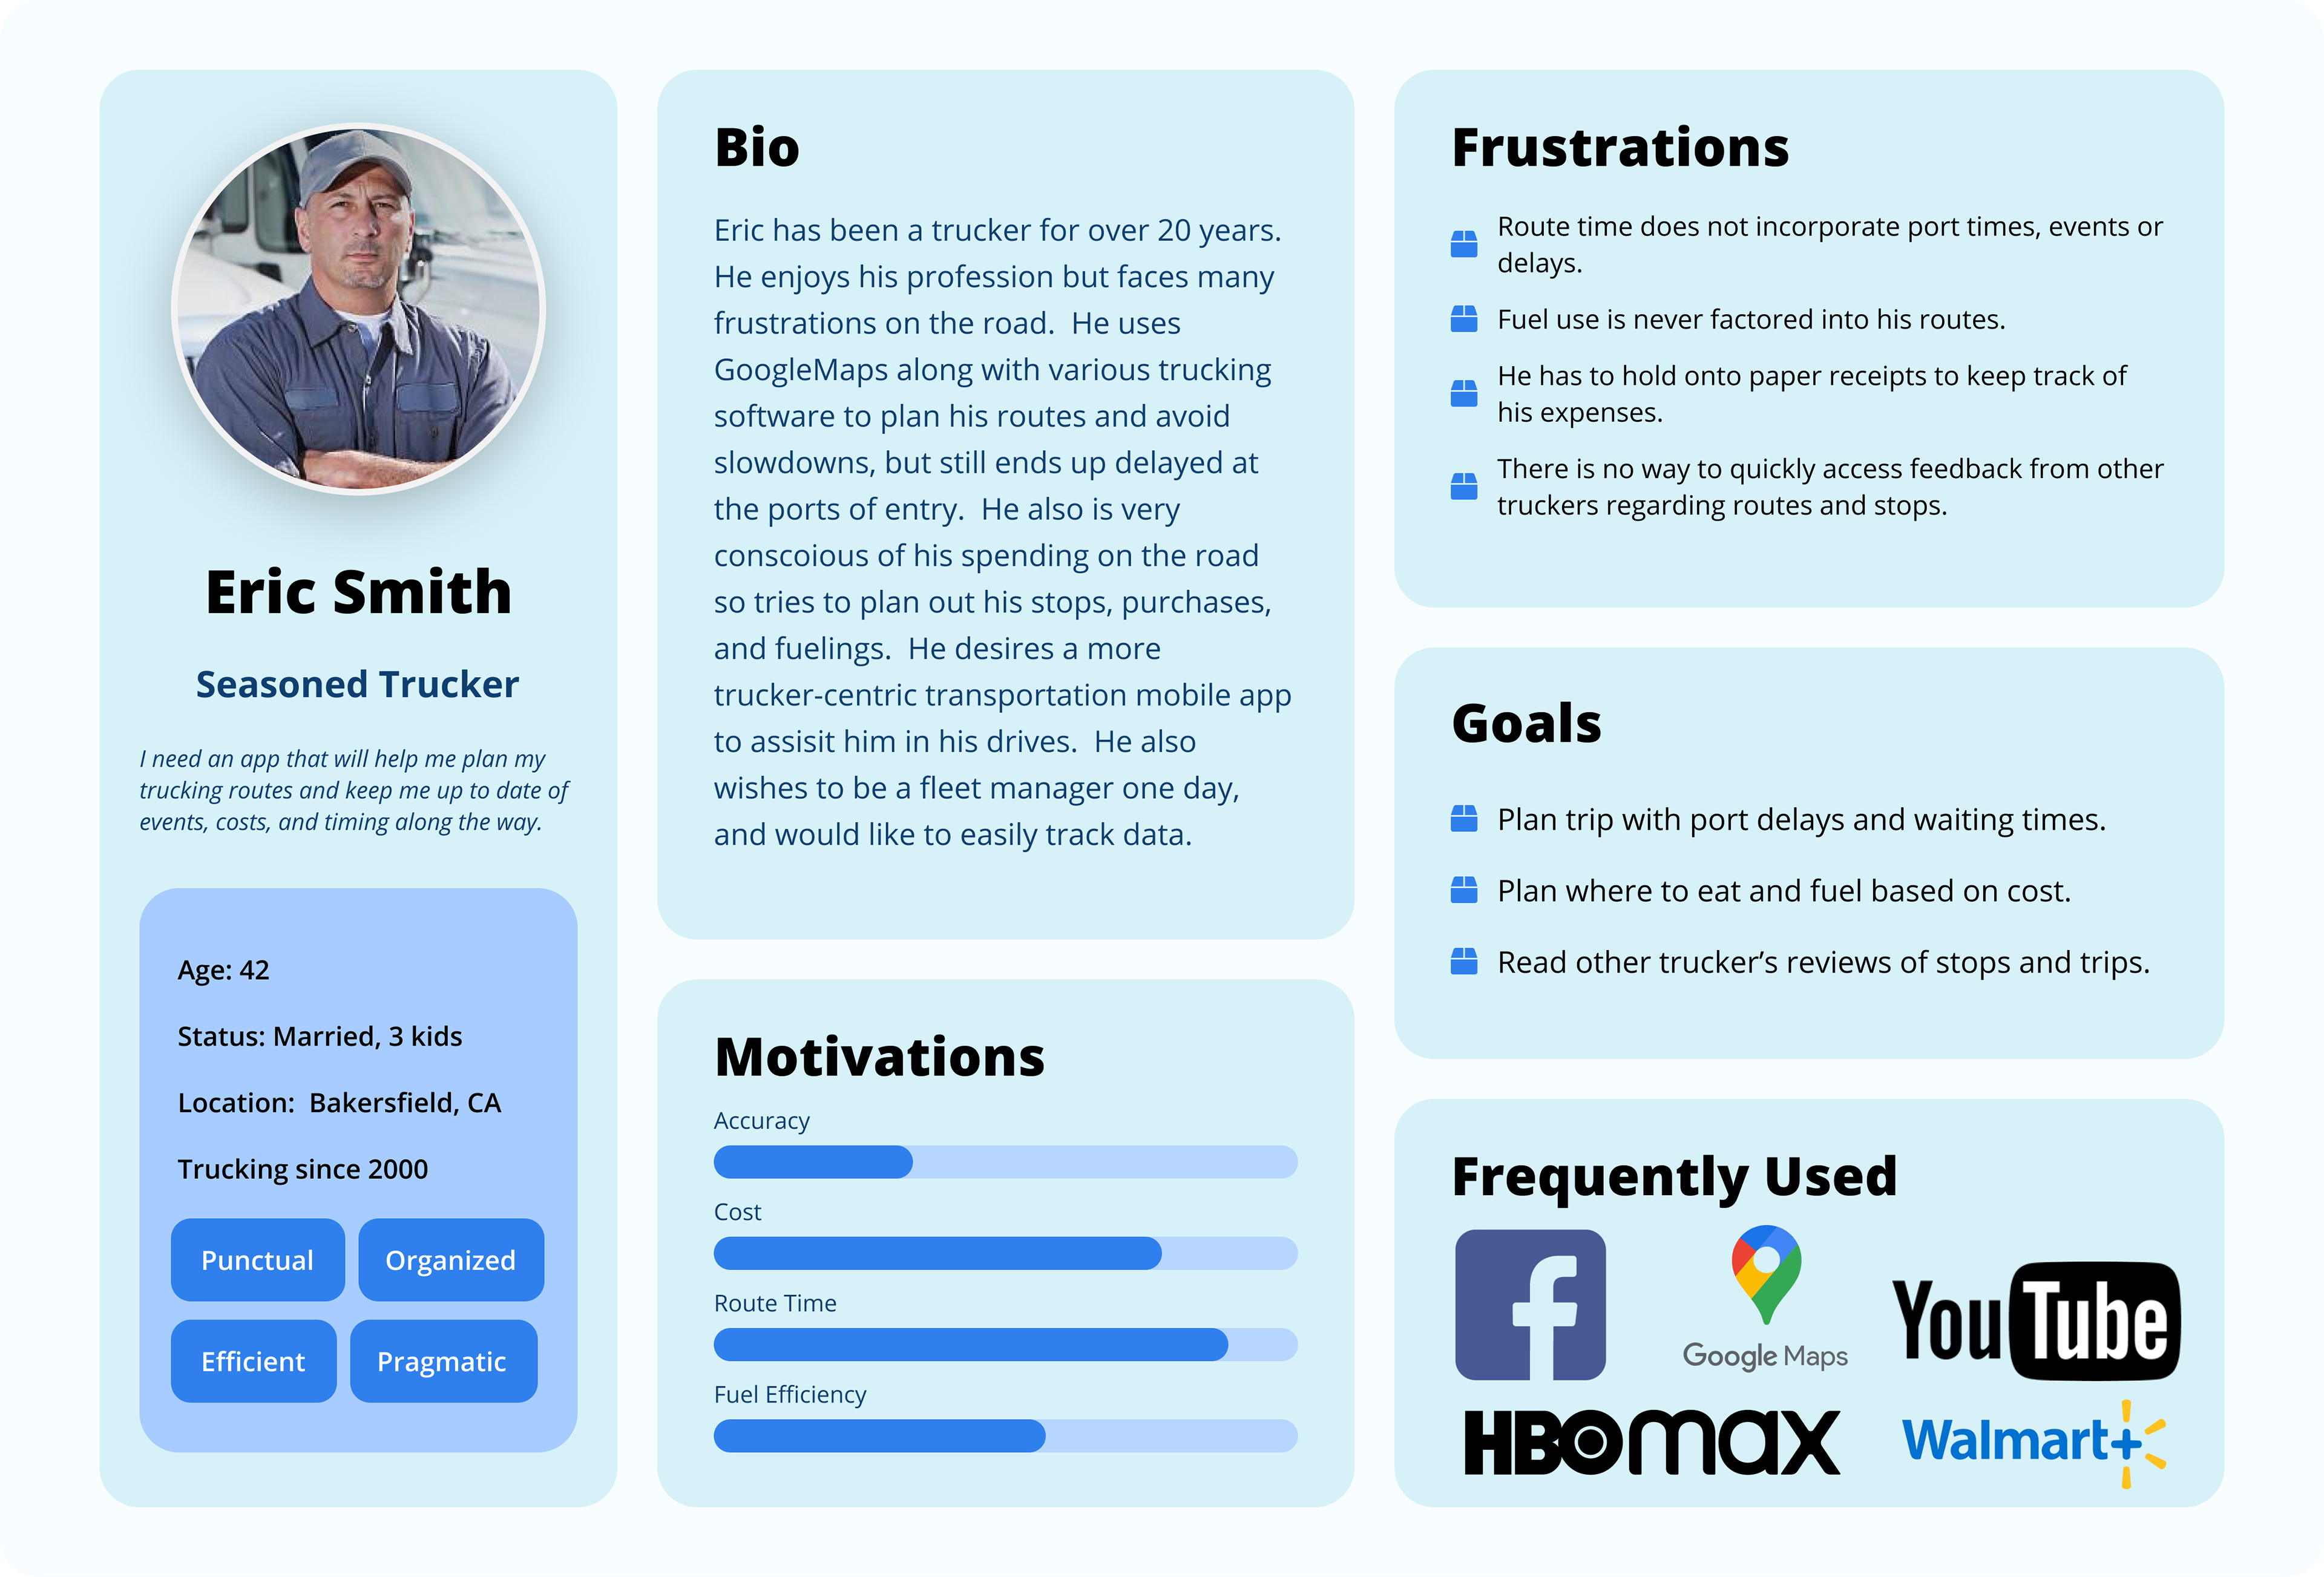 Eric Smith
Seasoned Trucker
I need an app that will help me plan my
trucking routes and keep me up to date of
events, costs, and timing along the way.
Age: 42
Status: Married, 3 kids
Location:  Bakersfield, CA
Trucking since 2000
Punctual
Organized
Efficient
Pragmatic
Bio
Eric has been a trucker for over 20 years.
He enjoys his profession but faces many
frustrations on the road.  He uses
GoogleMaps along with various trucking
software to plan his routes and avoid
slowdowns, but still ends up delayed at
the ports of entry.  He also is very
conscoious of his spending on the road
so tries to plan out his stops, purchases,
and fuelings.  He desires a more
trucker-centric transportation mobile app
to assisit him in his drives.  He also
wishes to be a fleet manager one day,
and would like to easily track data.
Motivations
Accuracy
Cost
Route Time
Fuel Efficiency
Frustrations
Route time does not incorporate port times, events or
delays.
Fuel use is never factored into his routes.
He has to hold onto paper receipts to keep track of
his expenses.
There is no way to quickly access feedback from other
truckers regarding routes and stops.
Goals
Plan trip with port delays and waiting times.
Plan where to eat and fuel based on cost.
Read other trucker’s reviews of stops and trips.
Frequently Used
f
Google Maps
YouTube
HBOmax
Walmart+